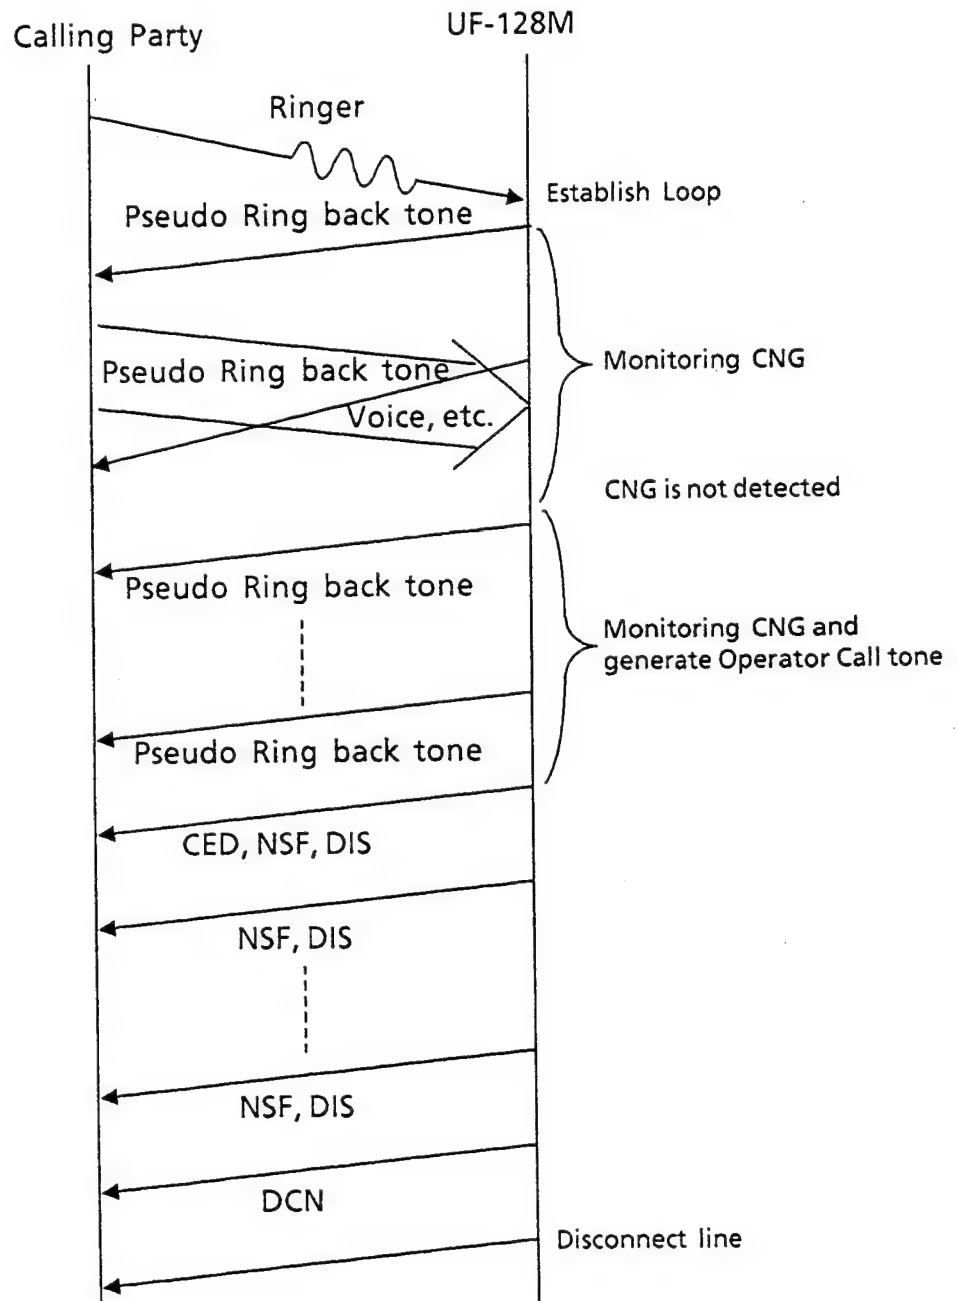 Calling Party
UF-128M
Ringer
Establish Loop
Pseudo Ring back tone
Monitoring CNG
Pseudo Ring back tone
Voice, etc.
CNG is not detected
Pseudo Ring back tone
Monitoring CNG and
generate Operator Call tone
Pseudo Ring back tone
CED, NSF, DIS
NSF, DIS
NSF, DIS
DCN
Disconnect line